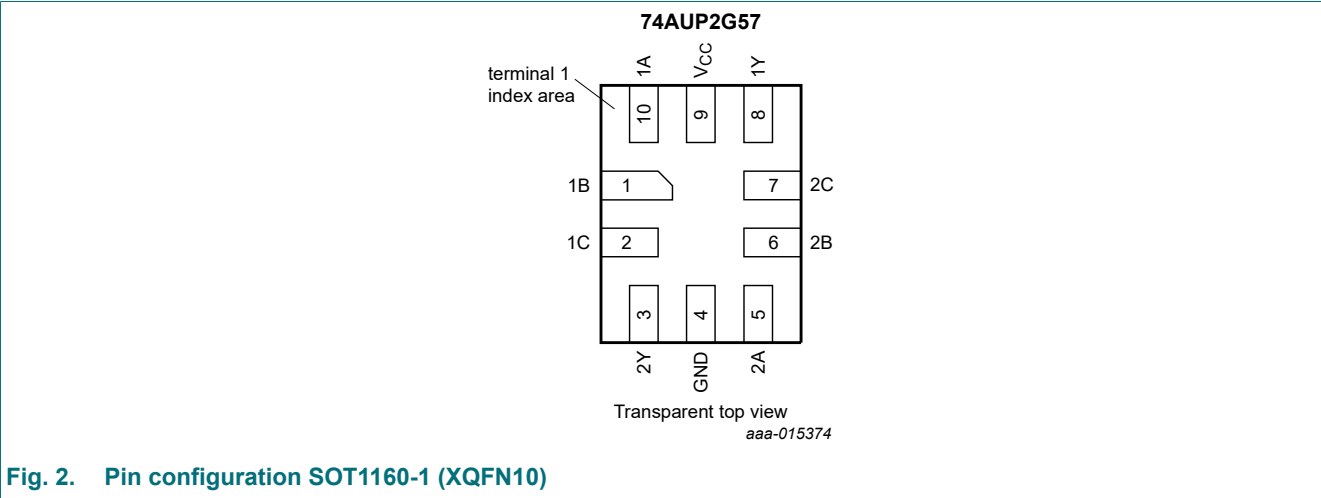 74AUP2G57
terminal 1
index area
1A
VCC
1Y
10
9
8
1B
1
7
2C
1C
2
6
2B
3
4
5
2Y
GND
2A
Transparent top view
aaa-015374
Fig. 2. Pin configuration SOT1160-1 (XQFN10)